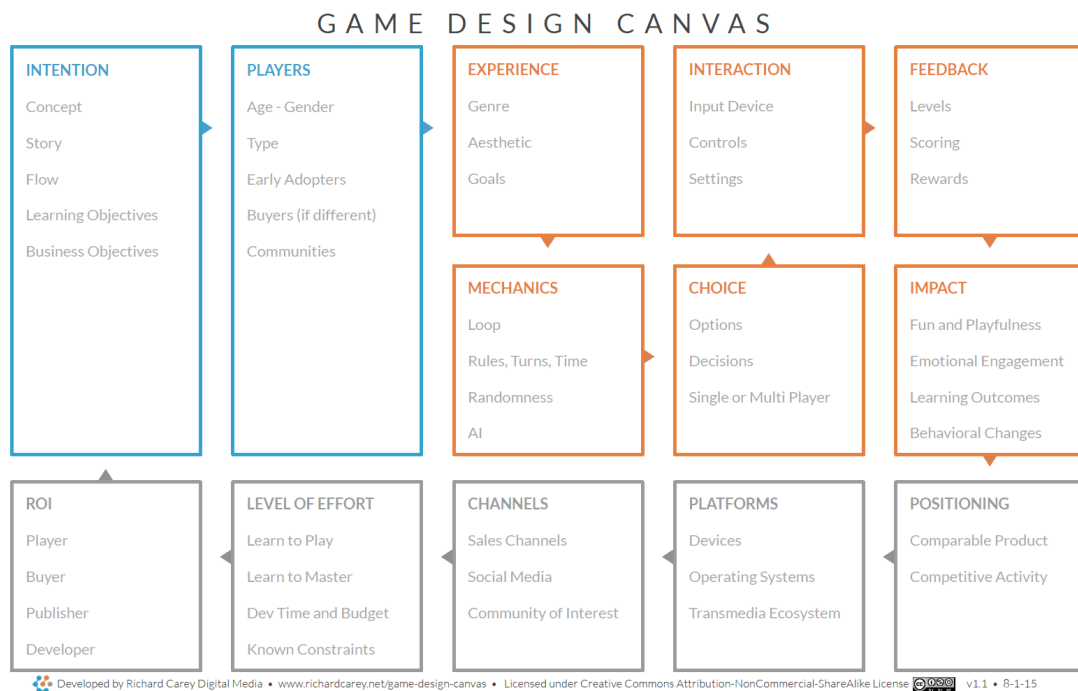 GAME DESIGN CANVAS
INTENTION
Concept
Story
Flow
Learning Objectives
Business Objectives
PLAYERS
Age - Gender
Type
Early Adopters
Buyers (if different)
Communities
EXPERIENCE
Genre
Aesthetic
Goals
MECHANICS
Loop
Rules, Turns, Time
Randomness
AI
CHOICE
Options
Decisions
Single or Multi Player
INTERACTION
Input Device
Controls
Settings
FEEDBACK
Levels
Scoring
Rewards
IMPACT
Fun and Playfulness
Emotional Engagement
Learning Outcomes
Behavioral Changes
POSITIONING
Comparable Product
Competitive Activity
PLATFORMS
Devices
Operating Systems
Transmedia Ecosystem
CHANNELS
Sales Channels
Social Media
Community of Interest
LEVEL OF EFFORT
Learn to Play
Learn to Master
Dev Time and Budget
Known Constraints
ROI
Player
Buyer
Publisher
Developer
Developed by Richard Carey Digital Media • www.richardcarey.net/game-design-canvas • Licensed under Creative Commons Attribution-NonCommercial-ShareAlike License v1.1 • 8-1-15